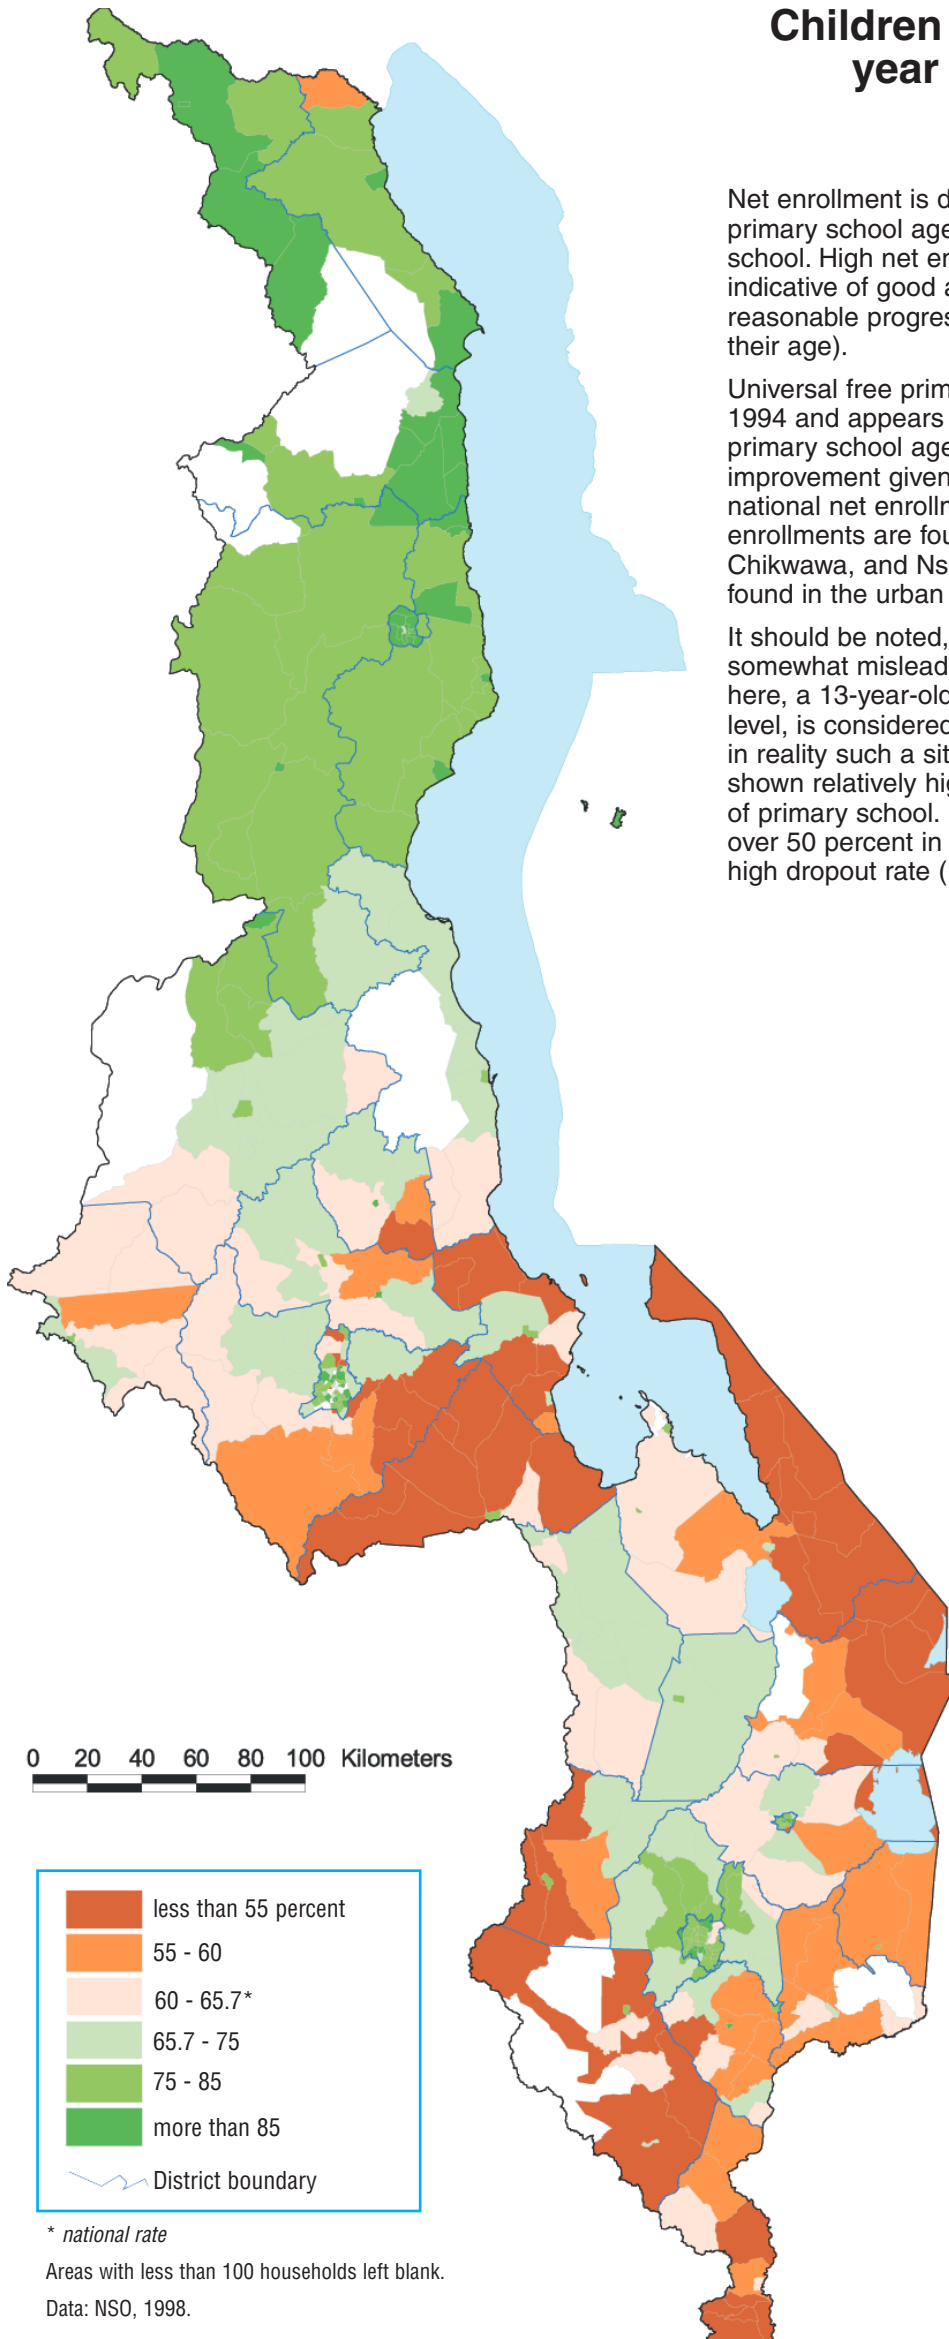 Children
year
Net enrollment is d
primary school age
school. High net en
indicative of good a
reasonable progres
their age).
Universal free prim
1994 and appears
primary school age
improvement given
national net enrollm
enrollments are fou
Chikwawa, and Ns
found in the urban
It should be noted,
somewhat mislead
here, a 13-year-old
level, is considered
in reality such a sit
shown relatively hig
of primary school.
over 50 percent in
high dropout rate (
0 20 40 60 80 100 Kilometers
less than 55 percent
55 - 60
60 - 65.7*
65.7 - 75
75 - 85
more than 85
District boundary
* national rate
Areas with less than 100 households left blank.
Data: NSO, 1998.